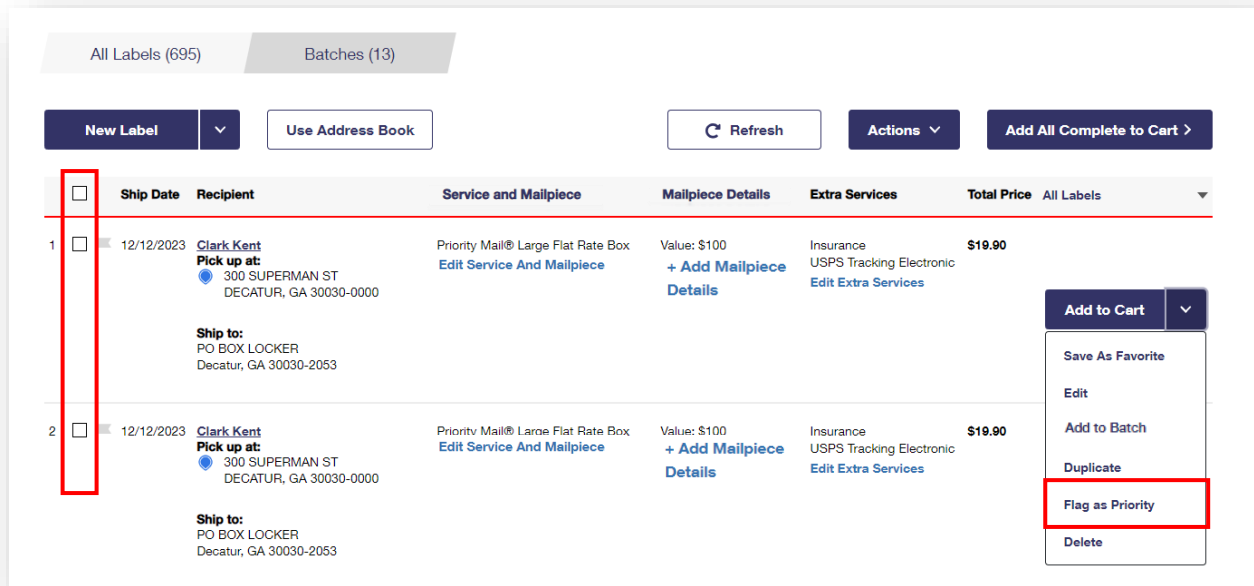 All Labels (695) Batches (13)
New Label Use Address Book Refresh Actions Add All Complete to Cart >
Ship Date Recipient Service and Mailpiece Mailpiece Details Extra Services Total Price All Labels
1 12/12/2023 Clark Kent Priority Mail® Large Flat Rate Box Value: $100 Insurance $19.90
Pick up at: Edit Service And Mailpiece + Add Mailpiece USPS Tracking Electronic
300 SUPERMAN ST Details Edit Extra Services
DECATUR, GA 30030-0000
Add to Cart
Ship to:
PO BOX LOCKER
Decatur, GA 30030-2053
Save As Favorite
Edit
Add to Batch
Duplicate
Flag as Priority
Delete
2 12/12/2023 Clark Kent Priority Mail® Large Flat Rate Box Value: $100 Insurance $19.90
Pick up at: Edit Service And Mailpiece + Add Mailpiece USPS Tracking Electronic
300 SUPERMAN ST Details Edit Extra Services
DECATUR, GA 30030-0000
Ship to:
PO BOX LOCKER
Decatur, GA 30030-2053